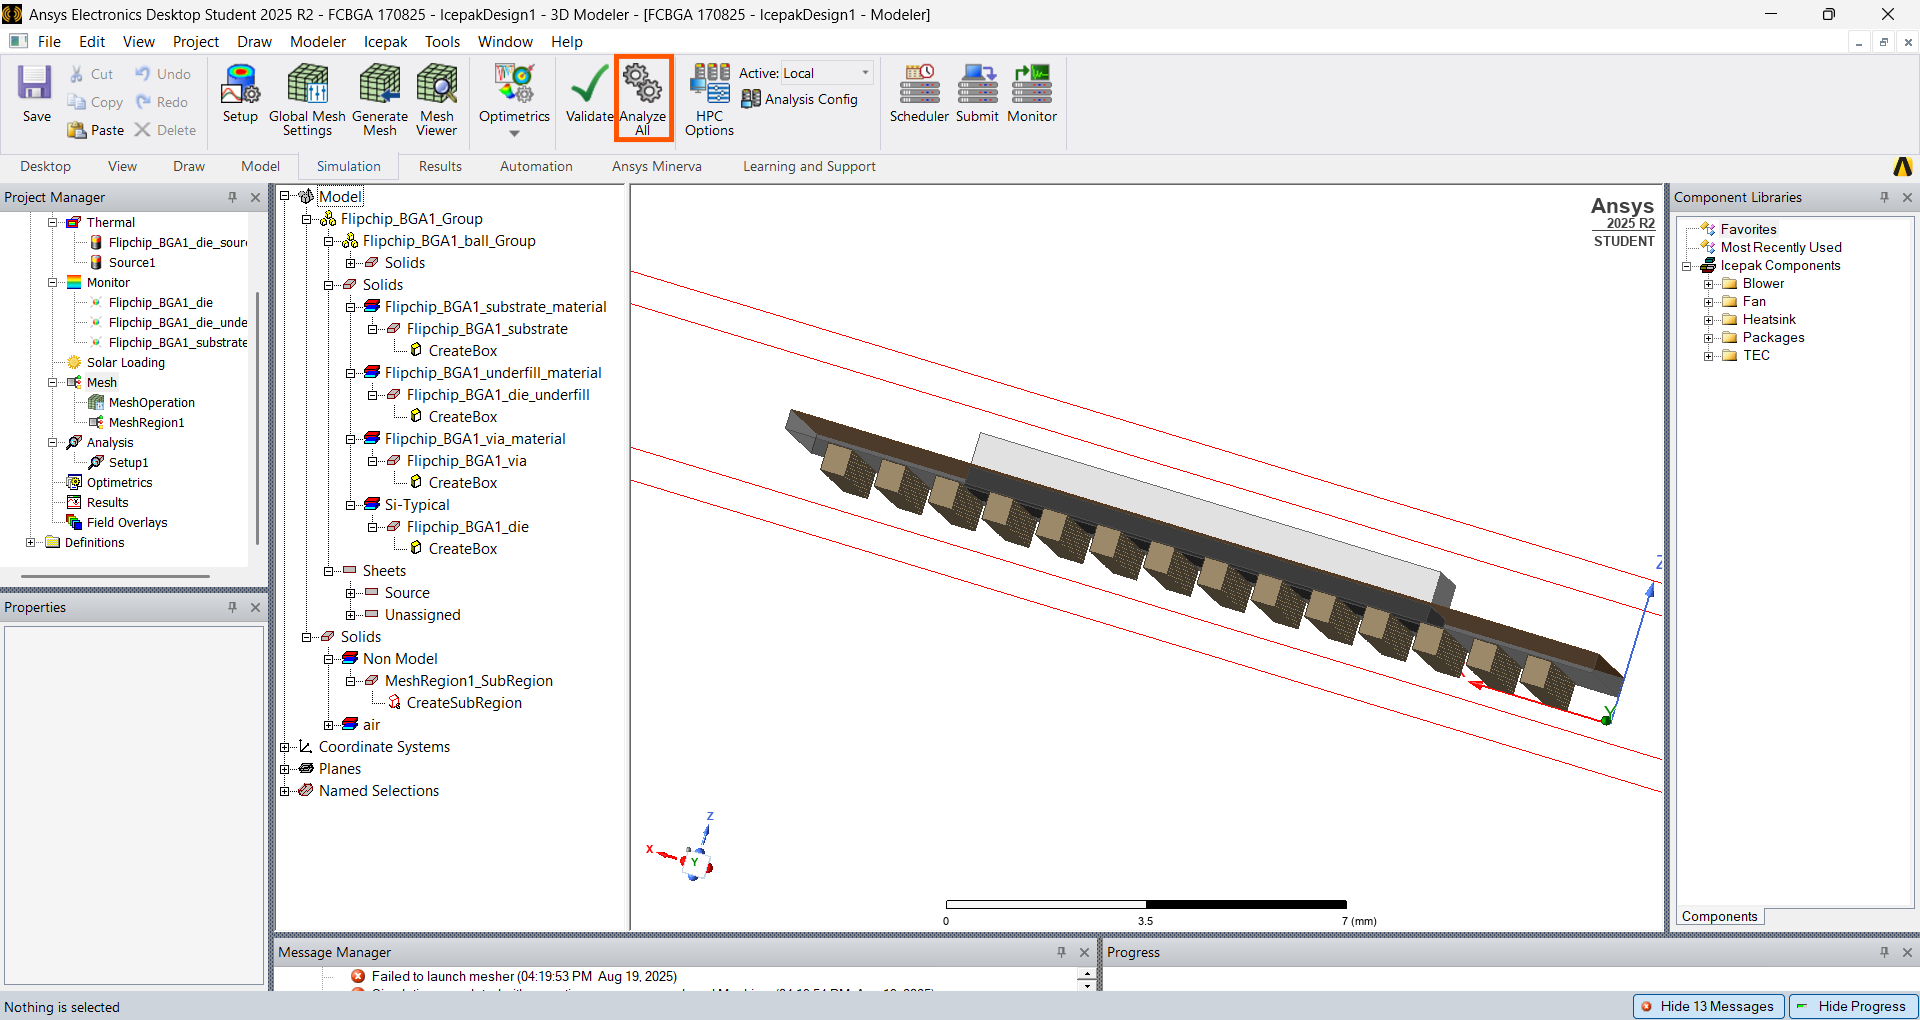 Ansys Electronics Desktop Student 2025 R2 - FCBGA 170825 - IcepakDesign1 - 3D Modeler - [FCBGA 170825 - IcepakDesign1 - Modeler]
File Edit View Project Draw Modeler Icepak Tools Window Help
Save
Cut
Copy
Paste
Undo
Redo
Delete
Setup
Global Mesh Settings
Generate Mesh
Mesh Viewer
Optimetrics
Validate
Analyze All
HPC Options
Active: Local
Analysis Config
Scheduler
Submit
Monitor
Desktop View Draw Model Simulation Results Automation Ansys Minerva Learning and Support
Project Manager
Thermal
Flipchip_BGA1_die_sour
Source1
Monitor
Flipchip_BGA1_die
Flipchip_BGA1_die_unde
Flipchip_BGA1_substrate
Solar Loading
Mesh
MeshOperation
MeshRegion1
Analysis
Setup1
Optimetrics
Results
Field Overlays
Definitions
Properties
Model
Flipchip_BGA1_Group
Flipchip_BGA1_ball_Group
Solids
Solids
Flipchip_BGA1_substrate_material
Flipchip_BGA1_substrate
CreateBox
Flipchip_BGA1_underfill_material
Flipchip_BGA1_die_underfill
CreateBox
Flipchip_BGA1_via_material
Flipchip_BGA1_via
CreateBox
Si-Typical
Flipchip_BGA1_die
CreateBox
Sheets
Source
Unassigned
Solids
Non Model
MeshRegion1_SubRegion
CreateSubRegion
air
Coordinate Systems
Planes
Named Selections
Ansys
2025 R2
STUDENT
Z
Y
Z
X
Y
0 3.5 7 (mm)
Component Libraries
Favorites
Most Recently Used
Icepak Components
Blower
Fan
Heatsink
Packages
TEC
Components
Message Manager
Failed to launch mesher (04:19:53 PM Aug 19, 2025)
Progress
Nothing is selected
Hide 13 Messages
Hide Progress